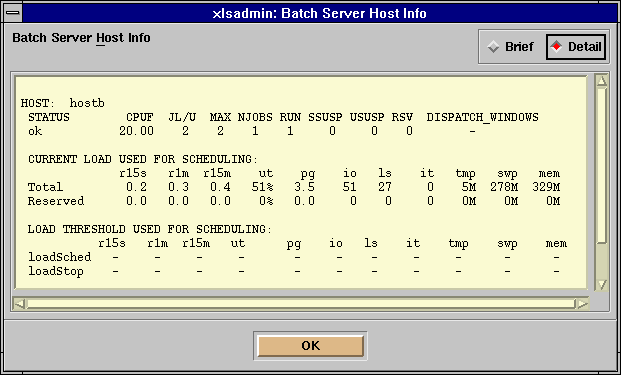 xlsadmin: Batch Server Host Info
Batch Server Host Info
Brief
Detail
HOST: hostb
STATUS CPUF JL/U MAX NJOBS RUN SSUSP USUSP RSV DISPATCH_WINDOWS
ok 20.00 2 2 1 1 0 0 0 -
CURRENT LOAD USED FOR SCHEDULING:
r15s r1m r15m ut pg io ls it tmp swp mem
Total 0.2 0.3 0.4 51% 3.5 51 27 0 5M 278M 329M
Reserved 0.0 0.0 0.0 0% 0.0 0 0 0 0M 0M 0M
LOAD THRESHOLD USED FOR SCHEDULING:
r15s r1m r15m ut pg io ls it tmp swp mem
loadSched - - - - - - - - - - -
loadStop - - - - - - - - - - -
OK